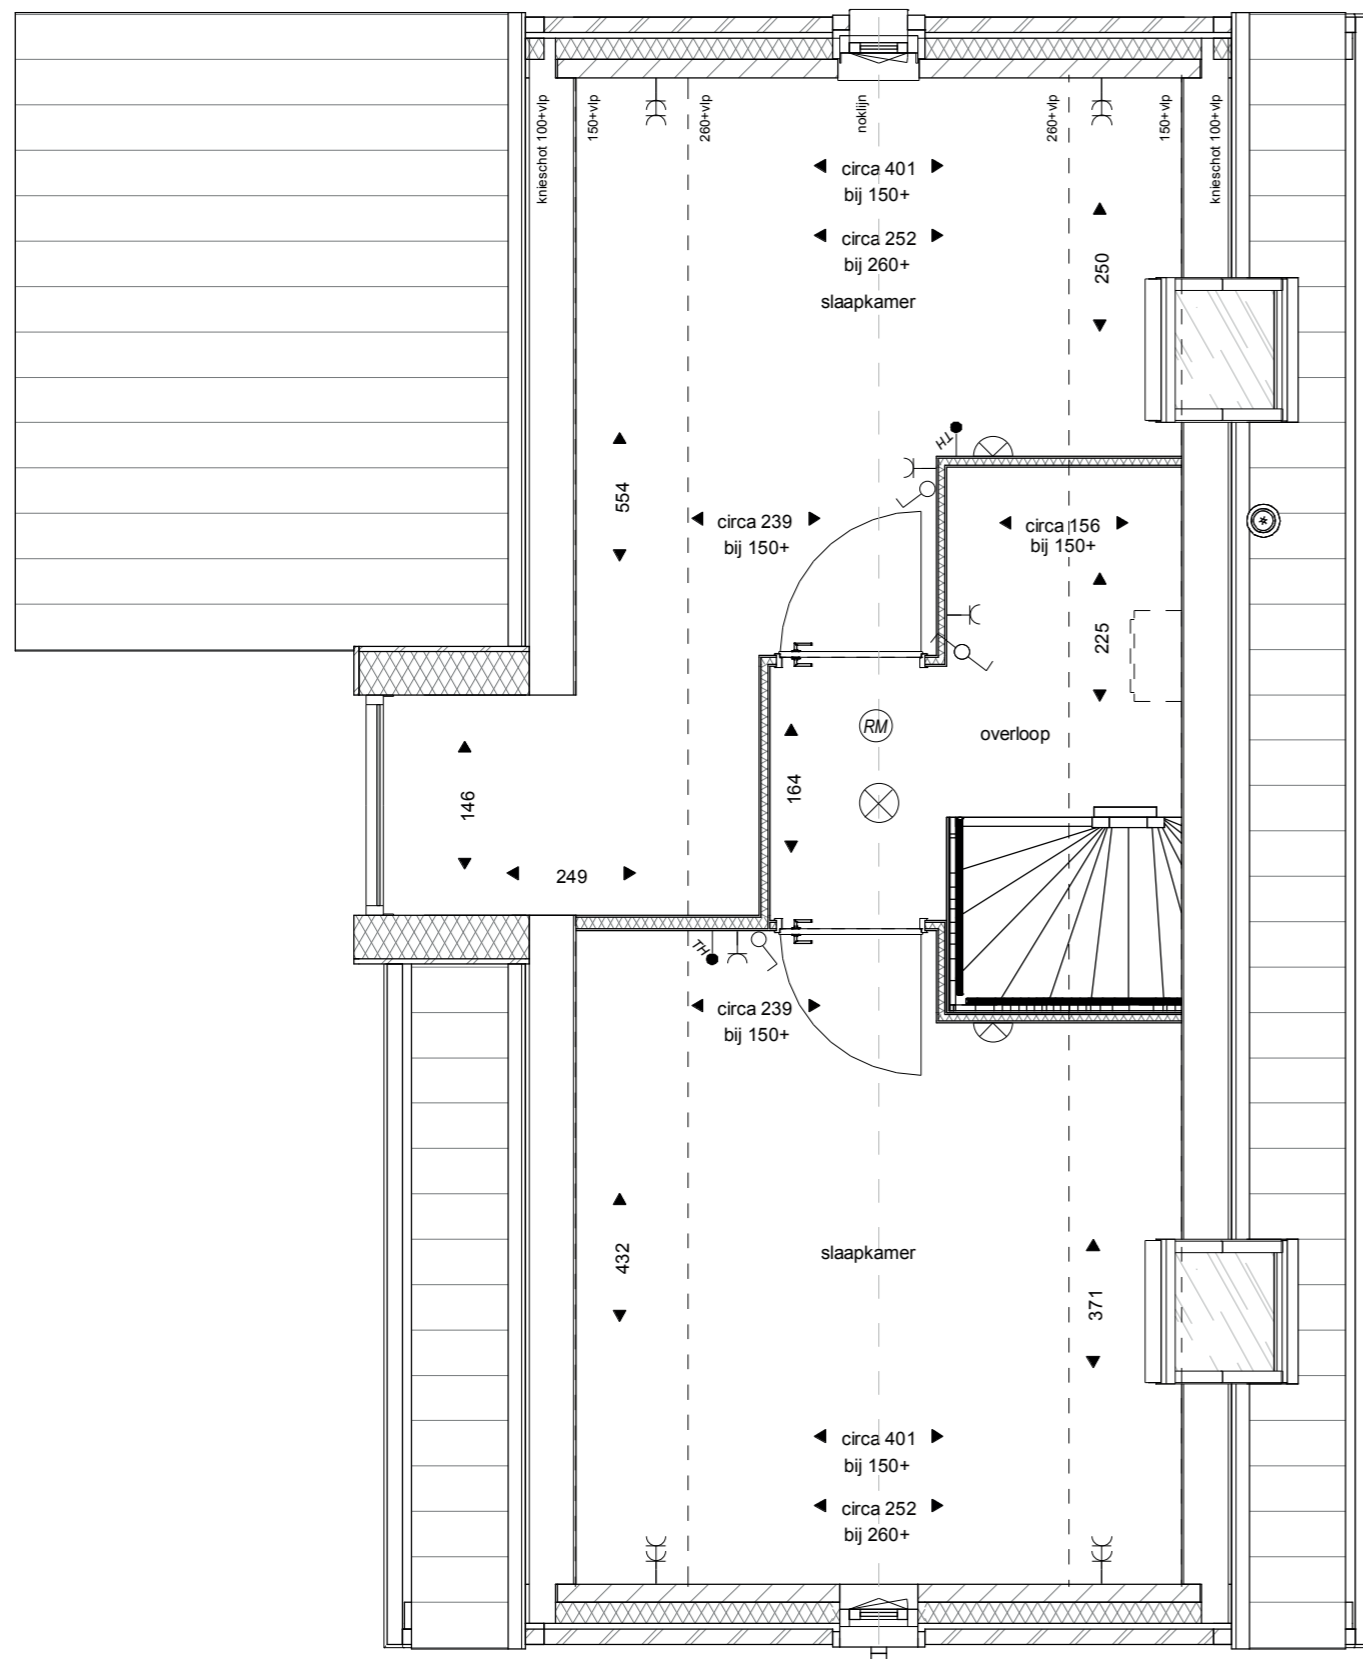 knieschot 100+vlp
150+vlp
260+vlp
noklijn
260+vlp
150+vlp
knieschot 100+vlp
circa 401
bij 150+
circa 252
bij 260+
250
slaapkamer
TH
554
circa 239
bij 150+
circa 156
bij 150+
225
RM
overloop
146
164
249
TH
circa 239
bij 150+
432
slaapkamer
371
circa 401
bij 150+
circa 252
bij 260+